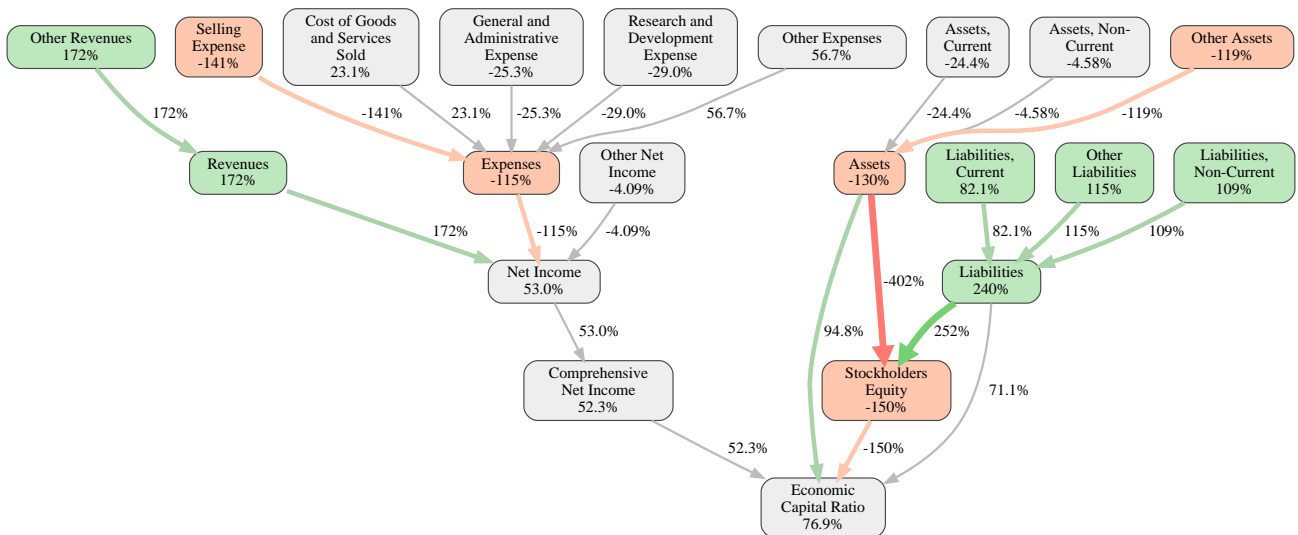 Other Revenues
172%
Selling
Expense
-141%
Cost of Goods
and Services
Sold
23.1%
General and
Administrative
Expense
-25.3%
Research and
Development
Expense
-29.0%
Other Expenses
56.7%
Assets,
Current
-24.4%
Assets, Non-
Current
-4.58%
Other Assets
-119%
172%
-141%
23.1%
-25.3%
-29.0%
56.7%
-24.4%
-4.58%
-119%
Revenues
172%
Expenses
-115%
Other Net
Income
-4.09%
Assets
-130%
Liabilities,
Current
82.1%
Other
Liabilities
115%
Liabilities,
Non-Current
109%
172%
-115%
-4.09%
82.1%
115%
109%
Net Income
53.0%
-402%
Liabilities
240%
53.0%
94.8%
252%
Comprehensive
Net Income
52.3%
Stockholders
Equity
-150%
71.1%
52.3%
-150%
Economic
Capital Ratio
76.9%